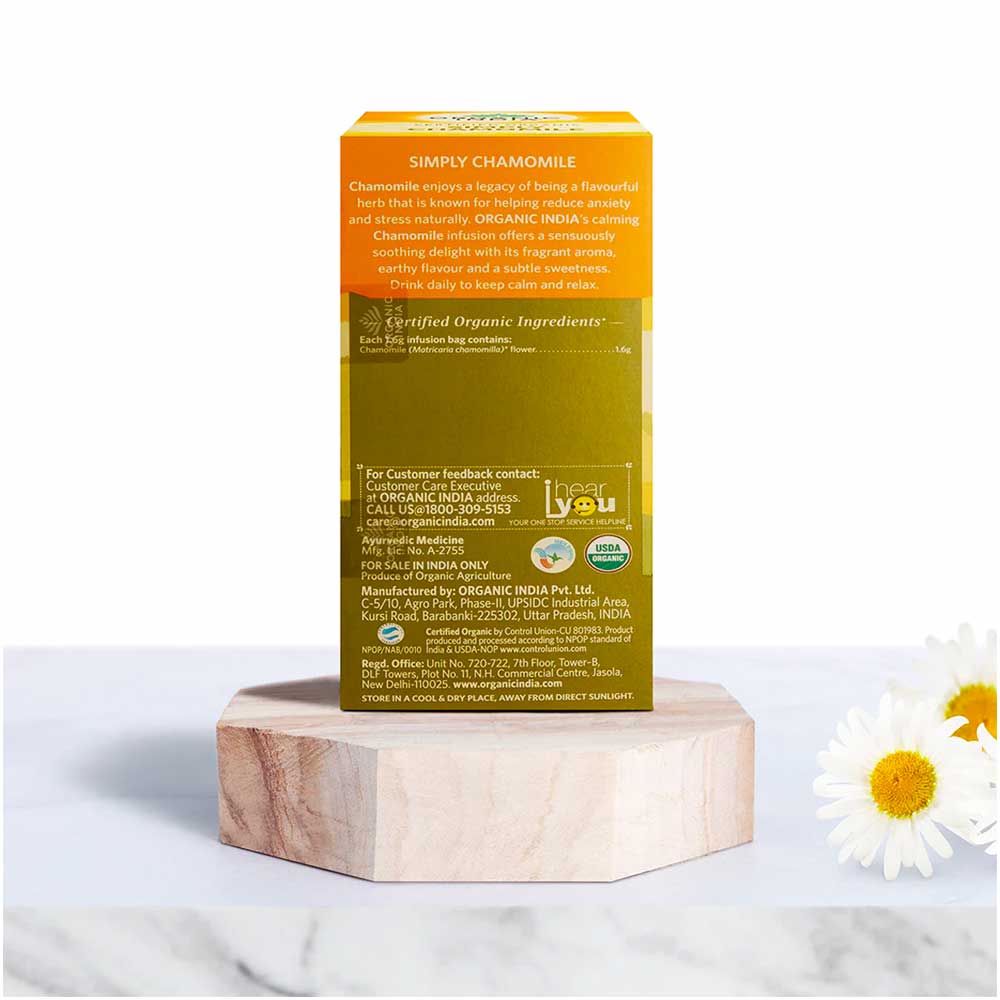 ORGANIC
INDIA
CHAMOMILE
SIMPLY CHAMOMILE
Chamomile enjoys a legacy of being a flavourful
herb that is known for helping reduce anxiety
and stress naturally. ORGANIC INDIA's calming
Chamomile infusion offers a sensuously
soothing delight with its fragrant aroma,
earthy flavour and a subtle sweetness.
Drink daily to keep calm and relax.
ORGANIC
INDIA
Certified Organic Ingredients*
Each 1.6g infusion bag contains:
Chamomile (Matricaria chamomilla)* flower....................1.6g
For Customer feedback contact:
Customer Care Executive
at ORGANIC INDIA address.
CALL US@1800-309-5153
care@organicindia.com
i hear
you
YOUR ONE STOP SERVICE HELPLINE
Ayurvedic Medicine
Mfg. Lic. No. A-2755
FOR SALE IN INDIA ONLY
Produce of Organic Agriculture
USDA
ORGANIC
Manufactured by: ORGANIC INDIA Pvt. Ltd.
C-5/10, Agro Park, Phase-II, UPSIDC Industrial Area,
Kursi Road, Barabanki-225302, Uttar Pradesh, INDIA
NPOP/NAB/0010
Certified Organic by Control Union-CU 801983. Product
produced and processed according to NPOP standard of
India & USDA-NOP www.controlunion.com
Regd. Office: Unit No. 720-722, 7th Floor, Tower-B,
DLF Towers, Plot No. 11, N.H. Commercial Centre, Jasola,
New Delhi-110025. www.organicindia.com
STORE IN A COOL & DRY PLACE, AWAY FROM DIRECT SUNLIGHT.